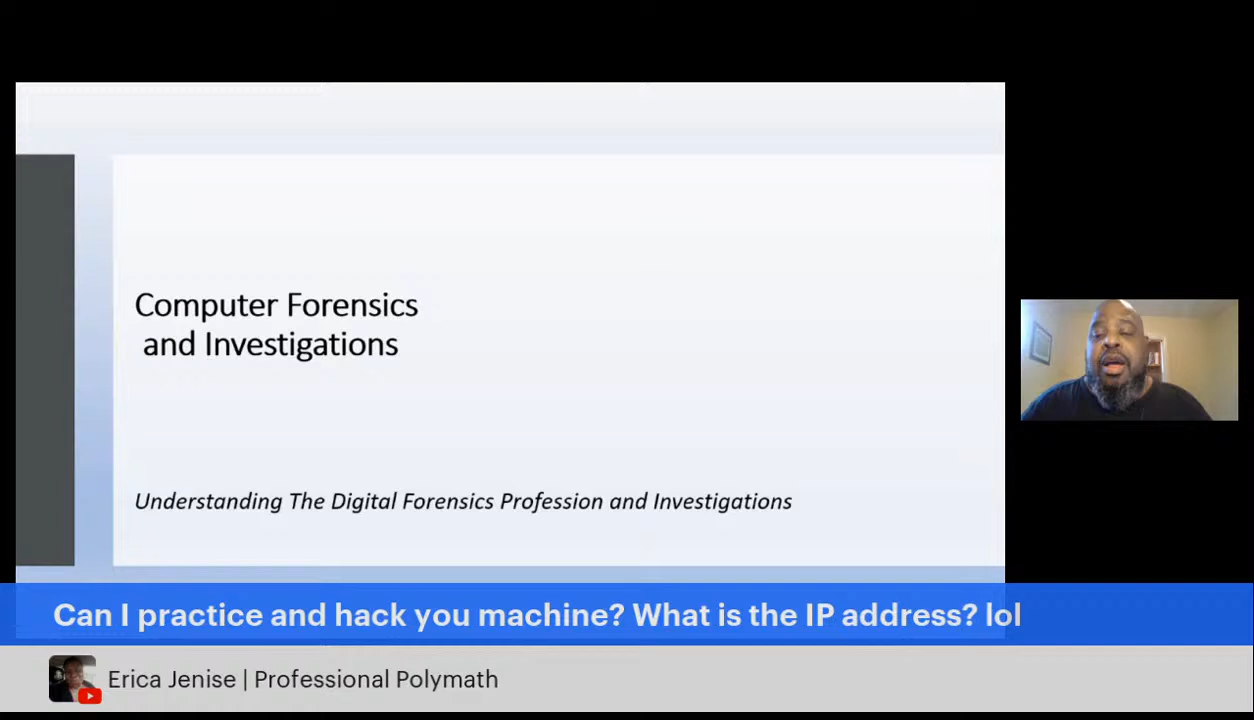 Computer Forensics
and Investigations
Understanding The Digital Forensics Profession and Investigations
Can I practice and hack you machine? What is the IP address? lol
Erica Jenise | Professional Polymath